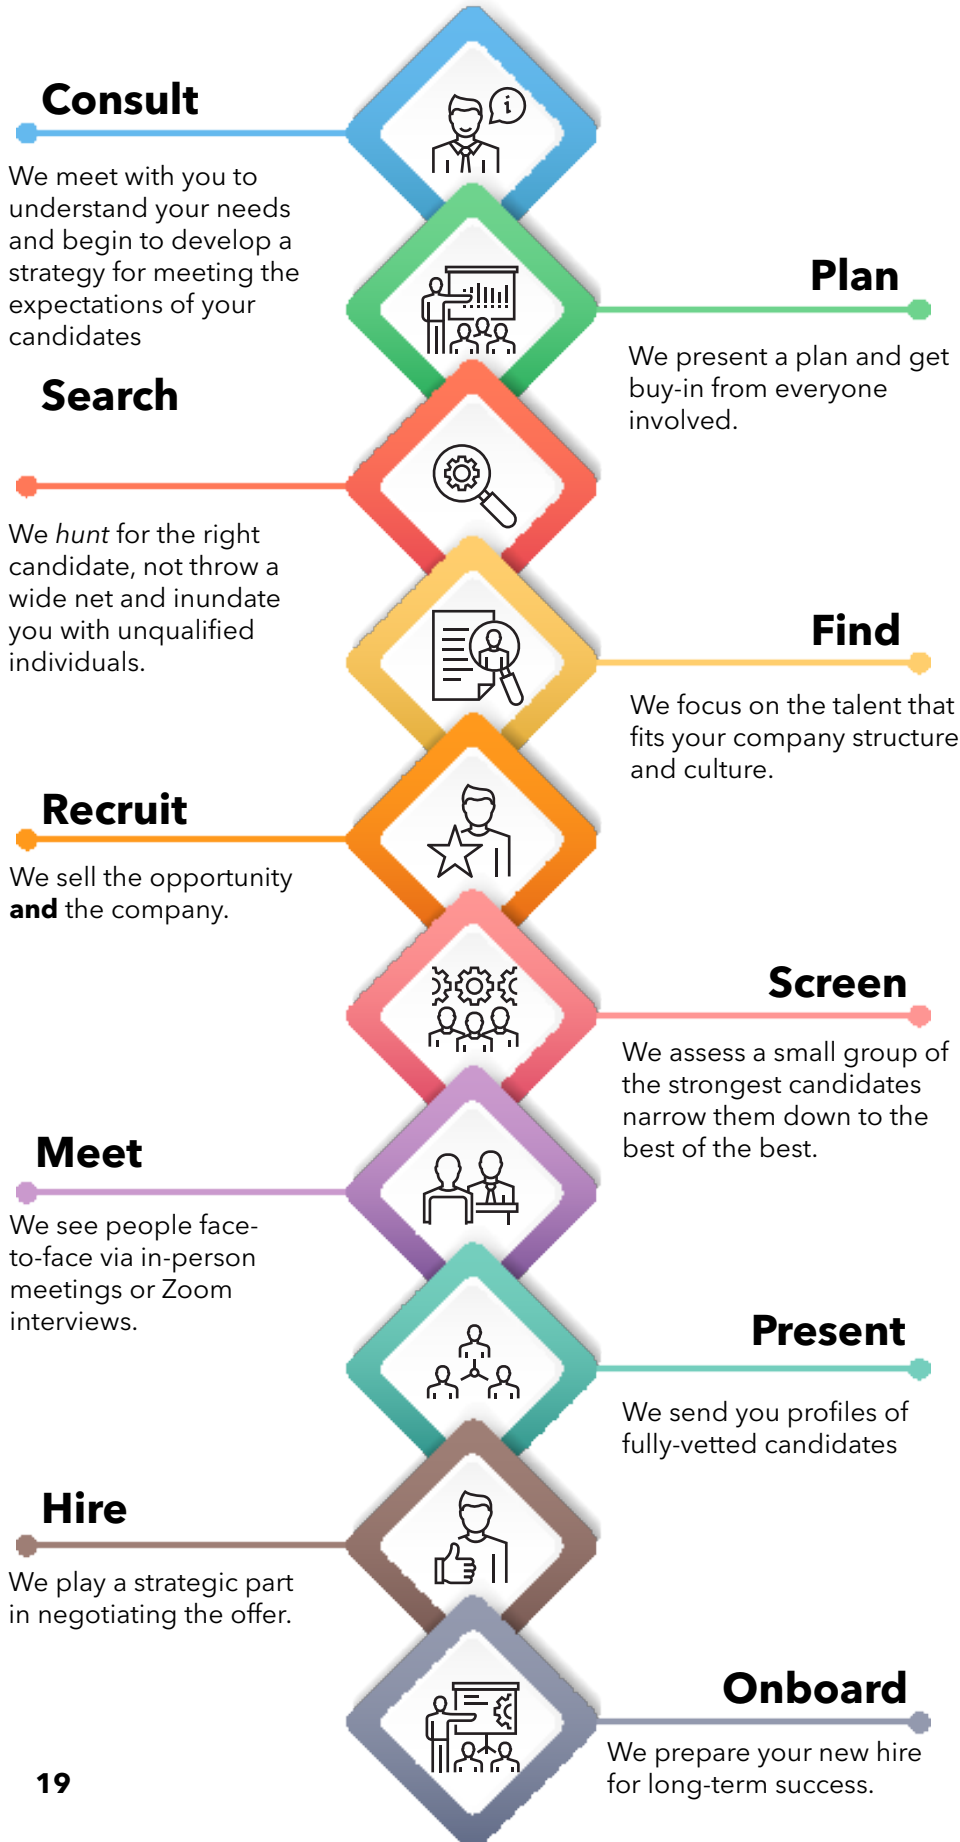 Consult
We meet with you to
understand your needs
and begin to develop a
strategy for meeting the
expectations of your
candidates
Plan
We present a plan and get
buy-in from everyone
involved.
Search
We hunt for the right
candidate, not throw a
wide net and inundate
you with unqualified
individuals.
Find
We focus on the talent that
fits your company structure
and culture.
Recruit
We sell the opportunity
and the company.
Screen
We assess a small group of
the strongest candidates
narrow them down to the
best of the best.
Meet
We see people face-
to-face via in-person
meetings or Zoom
interviews.
Present
We send you profiles of
fully-vetted candidates
Hire
We play a strategic part
in negotiating the offer.
Onboard
We prepare your new hire
for long-term success.
19